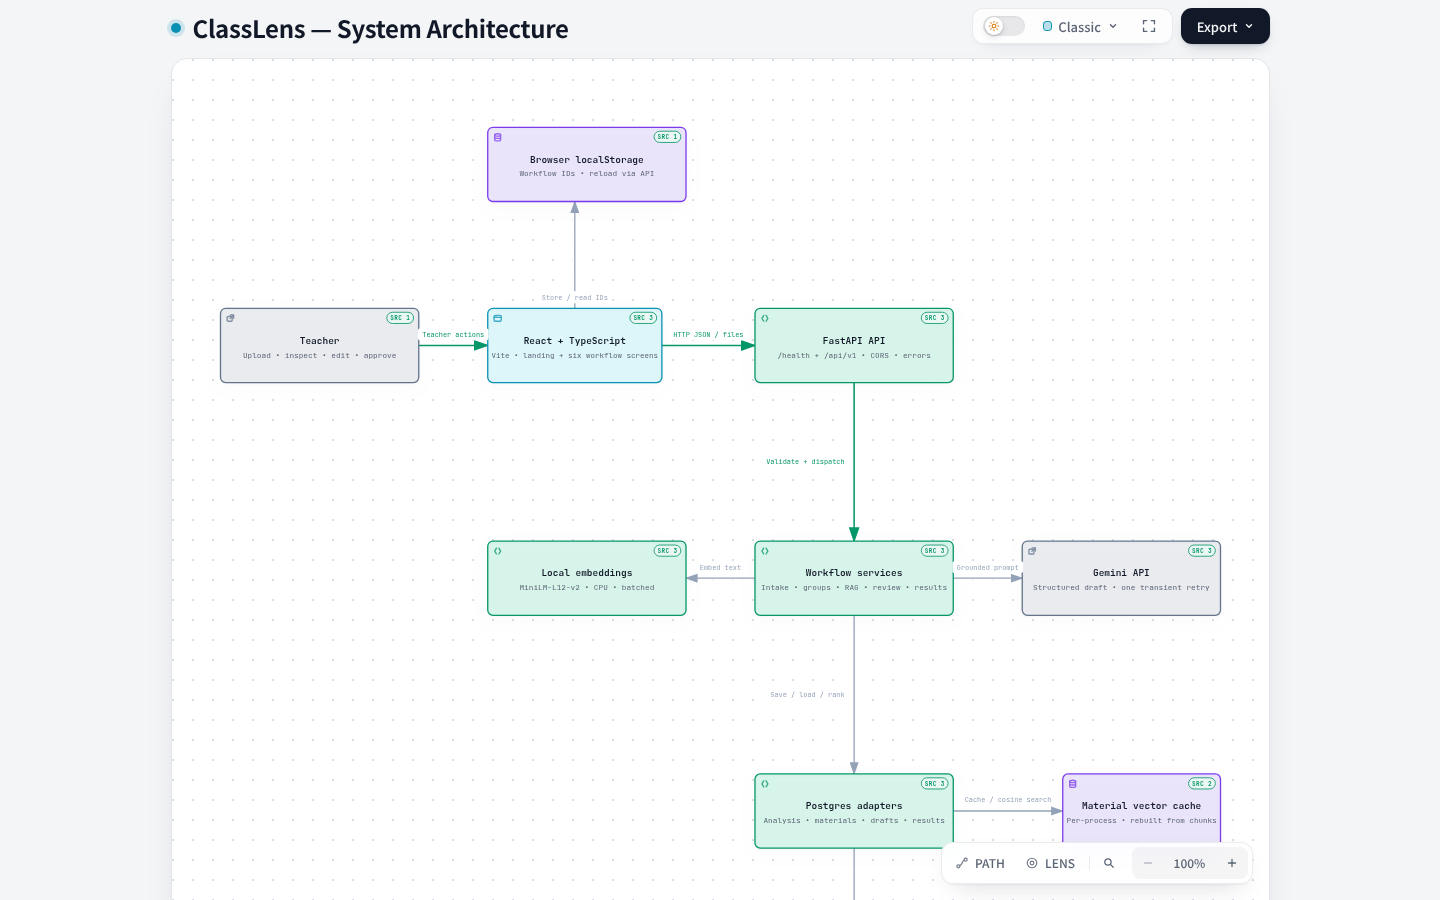 ClassLens — System Architecture
Classic
Export
SRC 1
Browser localStorage
Workflow IDs • reload via API
Store / read IDs
SRC 1
Teacher
Upload • inspect • edit • approve
Teacher actions
SRC 3
React + TypeScript
Vite • landing + six workflow screens
HTTP JSON / files
SRC 3
FastAPI API
/health + /api/v1 • CORS • errors
Validate + dispatch
SRC 3
Local embeddings
MiniLM-L12-v2 • CPU • batched
Embed text
SRC 3
Workflow services
Intake • groups • RAG • review • results
Grounded prompt
SRC 3
Gemini API
Structured draft • one transient retry
Save / load / rank
SRC 3
Postgres adapters
Analysis • materials • drafts • results
Cache / cosine search
SRC 2
Material vector cache
Per-process • rebuilt from chunks
PATH
LENS
100%